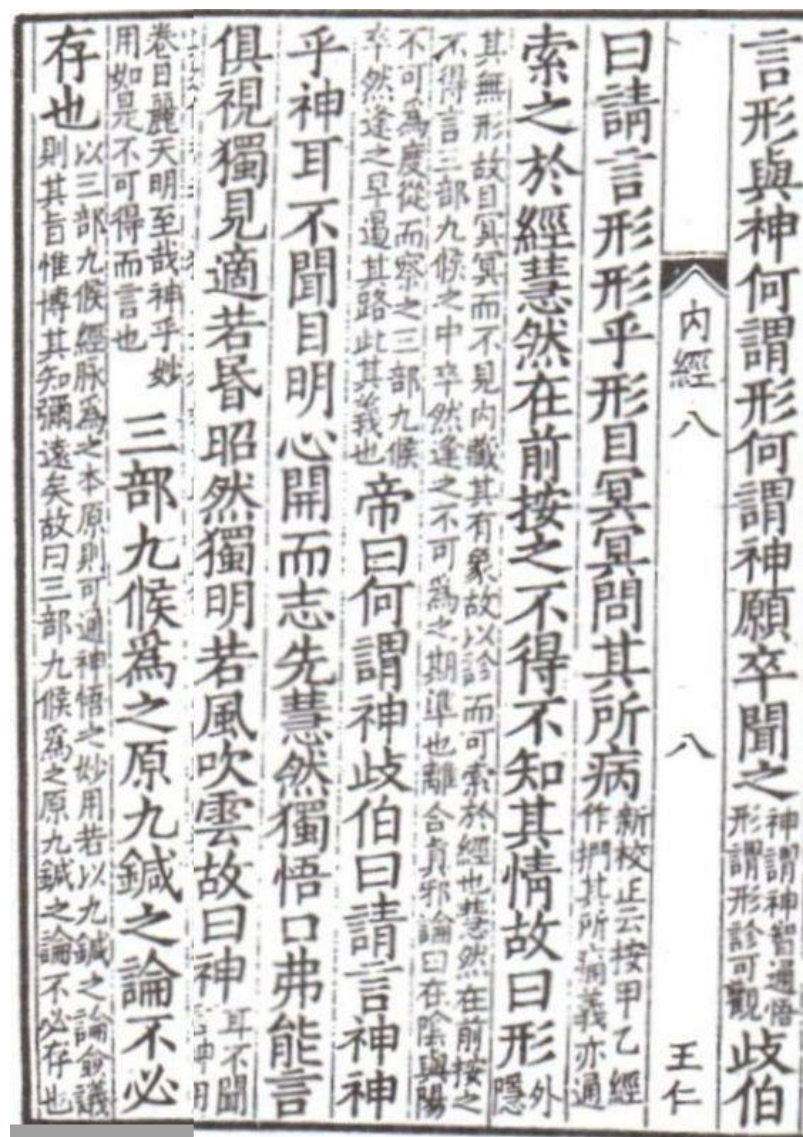 言形與神何謂形何謂神願卒聞之
神謂神智通悟
形謂形診可觀
歧伯
内經八
八
王仁
曰請言形形乎形目冥冥問其所病
新校正云按甲乙經
作捫其所痛義亦通
索之於經慧然在前按之不得不知其情故曰形
外
隱
其無形故目冥冥而不見内藏其有象故以診而可索於經也慧然在前按之
不得言三部九候之中卒然逢之不可為之期準也離合真邪論曰在陰與陽
不可為度從而察之三部九候
卒然逢之早遏其路此其義也
帝曰何謂神歧伯曰請言神神
乎神耳不聞目明心開而志先慧然獨悟口弗能言
俱視獨見適若昏昭然獨明若風吹雲故曰神
耳不聞
神用
卷日麗天明至哉神乎妙
用如是不可得而言也
三部九候爲之原九鍼之論不必
存也
以三部九候經脉為之本原則可通神悟之妙用若以九鍼之論僉議
則其旨惟博其知彌遠矣故曰三部九候爲之原九鍼之論不必存也